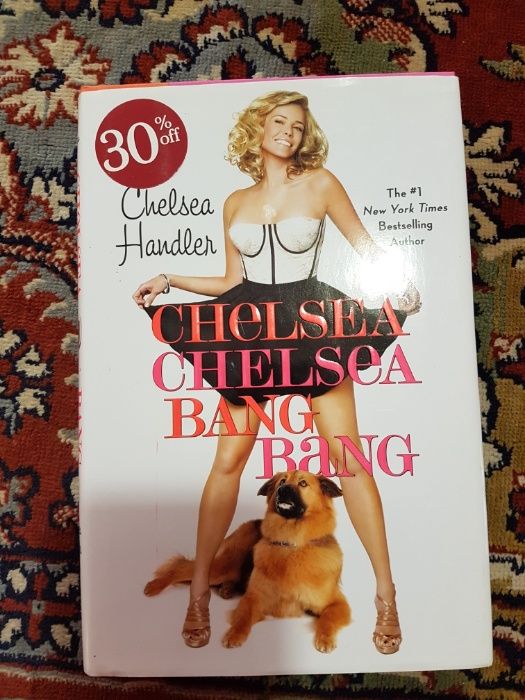 30% off
Chelsea
Handler
The #1
New York Times
Bestselling
Author
CHELSEA
CHELSEA
BANG
BANG